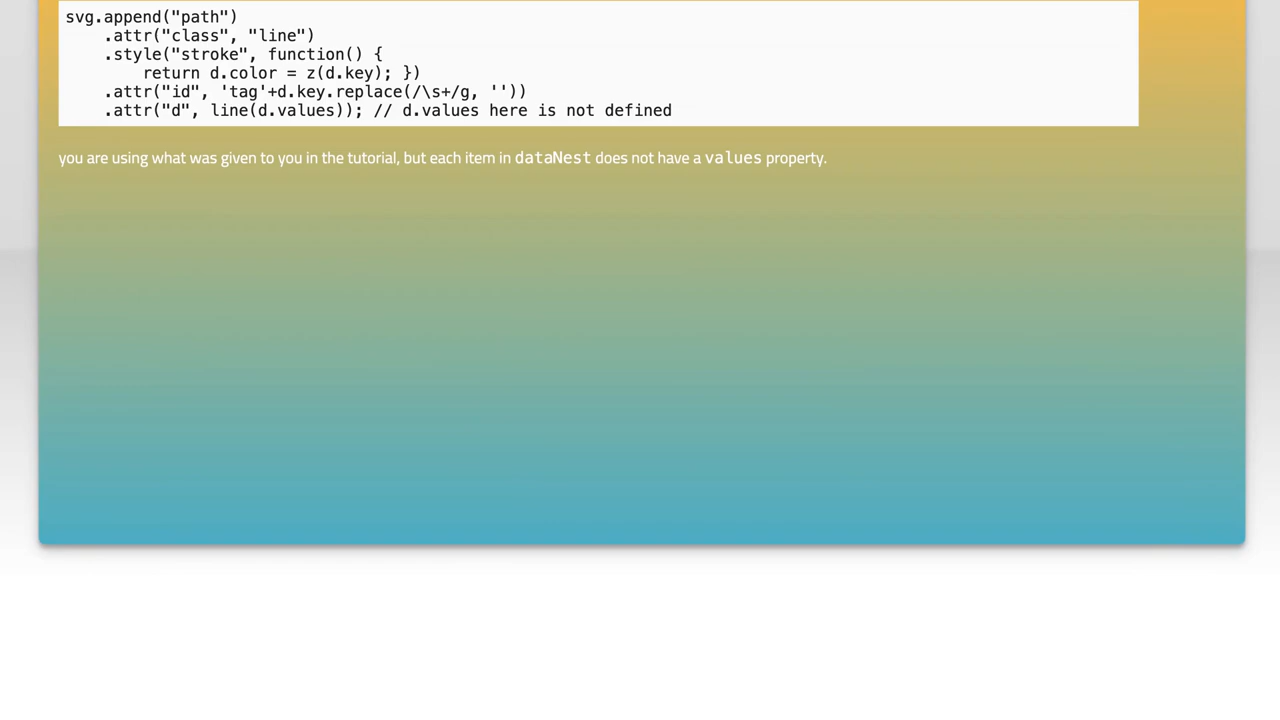 svg.append("path")
    .attr("class", "line")
    .style("stroke", function() {
        return d.color = z(d.key); })
    .attr("id", 'tag'+d.key.replace(/\s+/g, ''))
    .attr("d", line(d.values)); // d.values here is not defined
you are using what was given to you in the tutorial, but each item in dataNest does not have a values property.